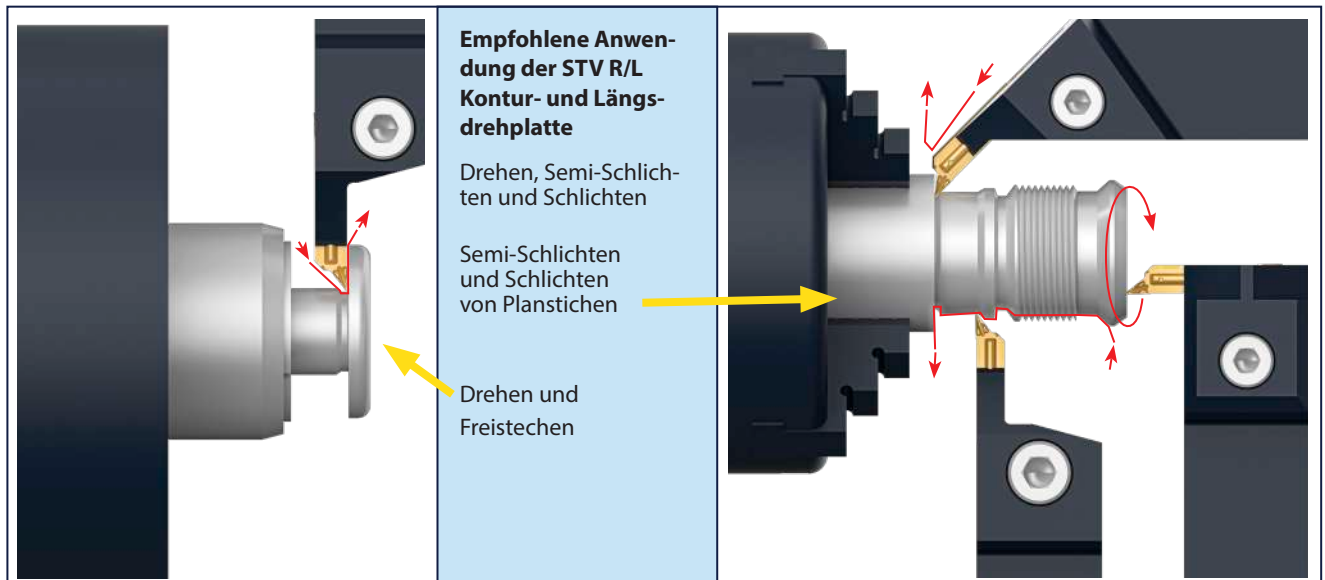 Empfohlene Anwen-
dung der STV R/L
Kontur- und Längs-
drehplatte
Drehen, Semi-Schlich-
ten und Schlichten
Semi-Schlichten
und Schlichten
von Planstichen
Drehen und
Freistechen